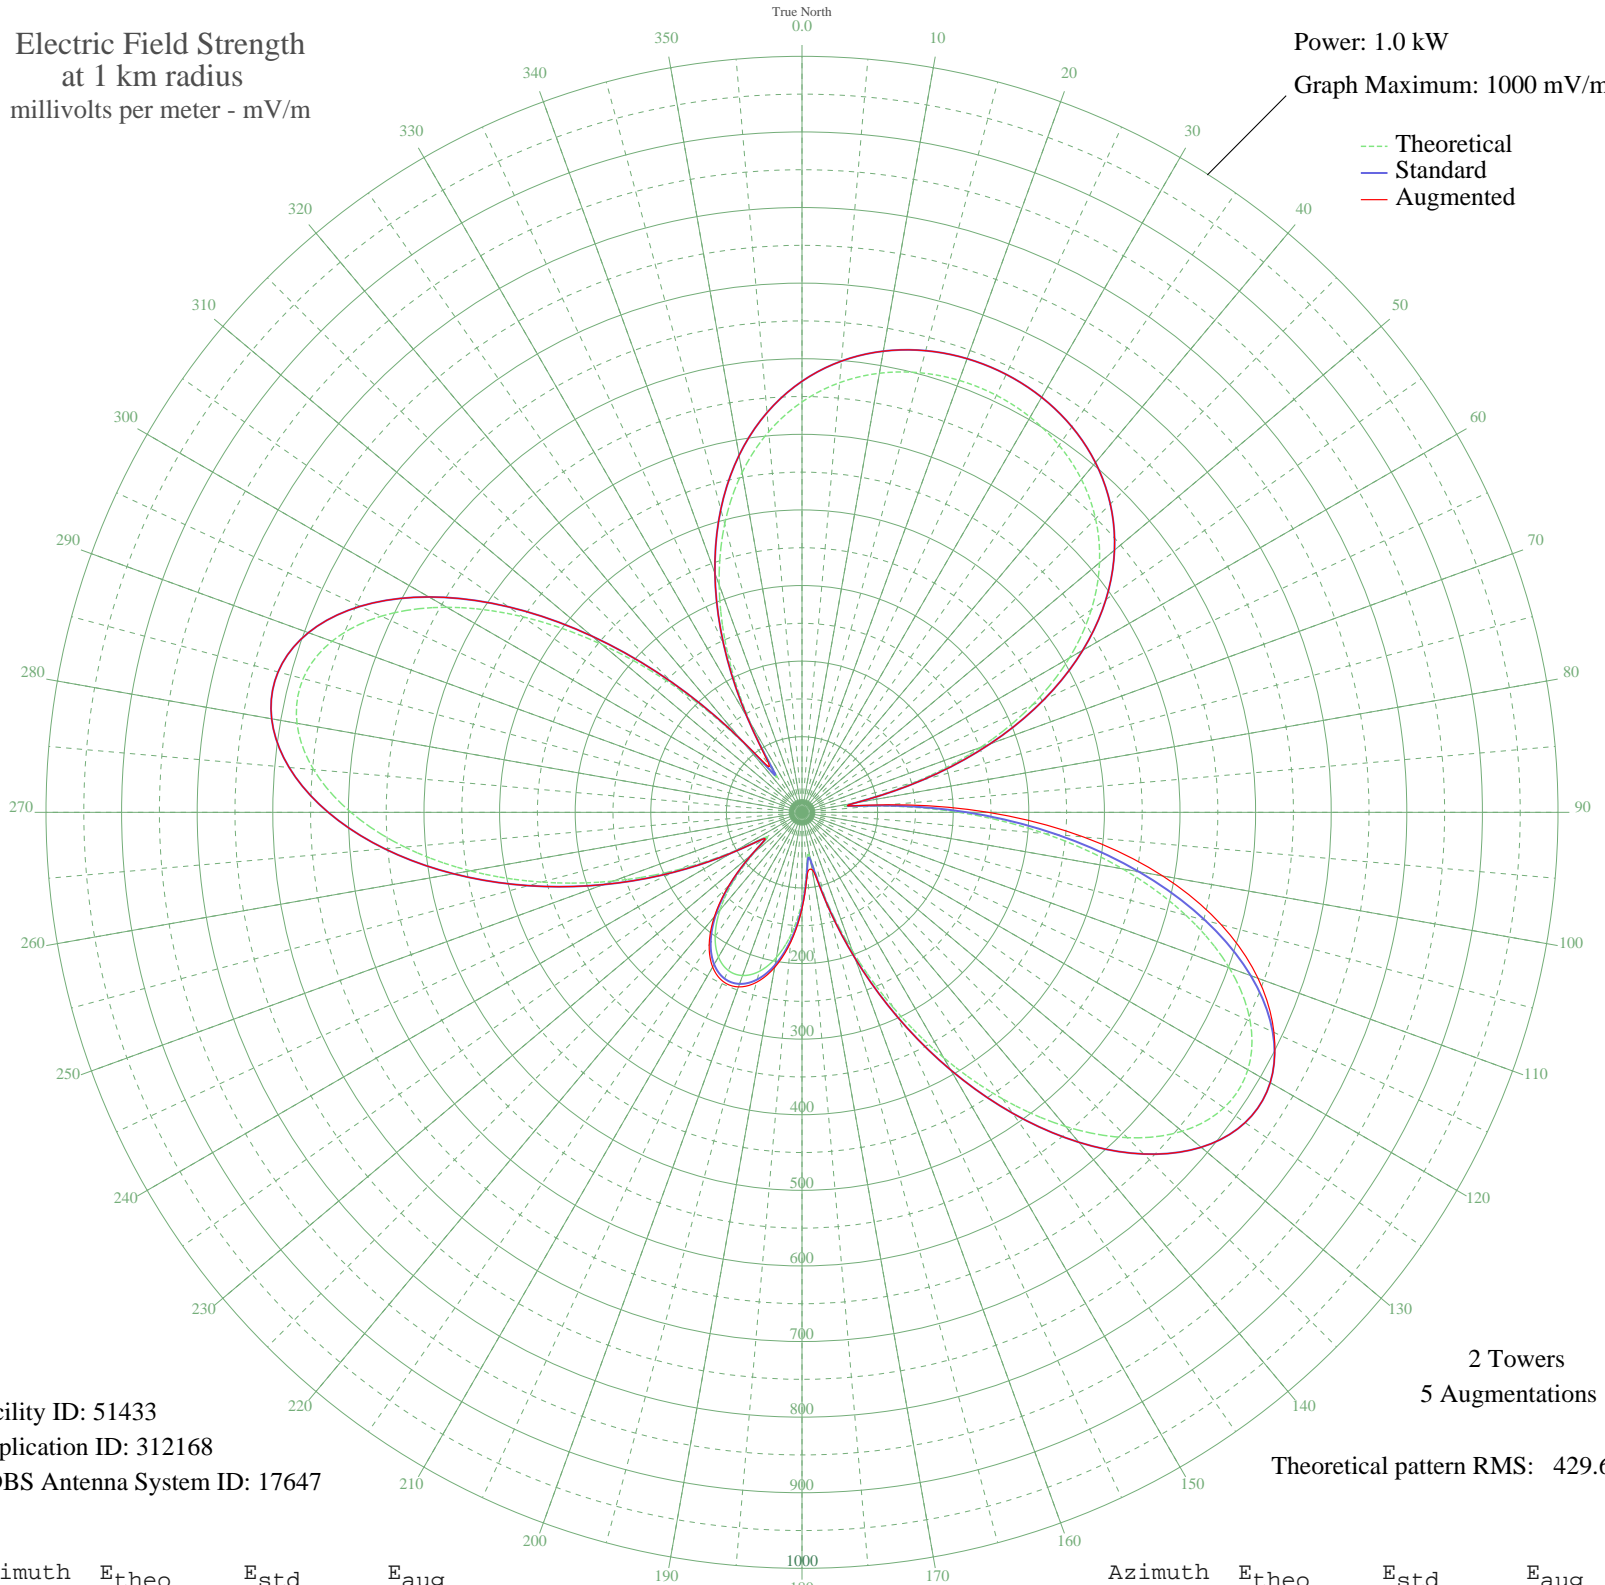 True North
0.0
Electric Field Strength
at 1 km radius
millivolts per meter - mV/m
Power: 1.0 kW
Graph Maximum: 1000 mV/m
Theoretical
Standard
Augmented
10
20
30
40
50
60
70
80
90
100
110
120
130
140
150
160
170
190
200
210
220
230
240
250
260
270
280
290
300
310
320
330
340
350
200
300
400
500
600
700
800
900
1000
2 Towers
5 Augmentations
Theoretical pattern RMS: 429.6
cility ID: 51433
plication ID: 312168
DBS Antenna System ID: 17647
imuth Etheo Estd Eaug
Azimuth Etheo Estd Eaug